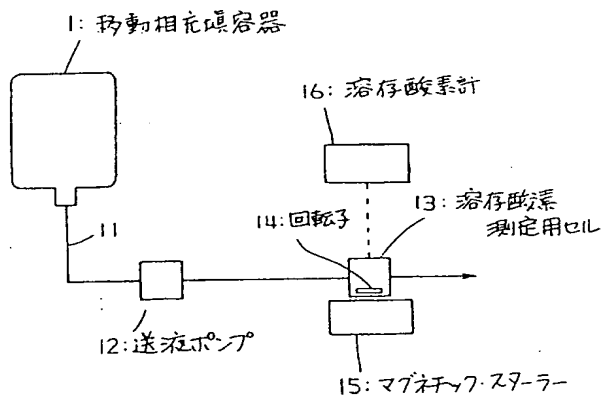 1:移動相充填容器
16:溶存酸素計
13:溶存酸素
測定用セル
14:回転子
11
12:送液ポンプ
15:マグネチック・スターラー